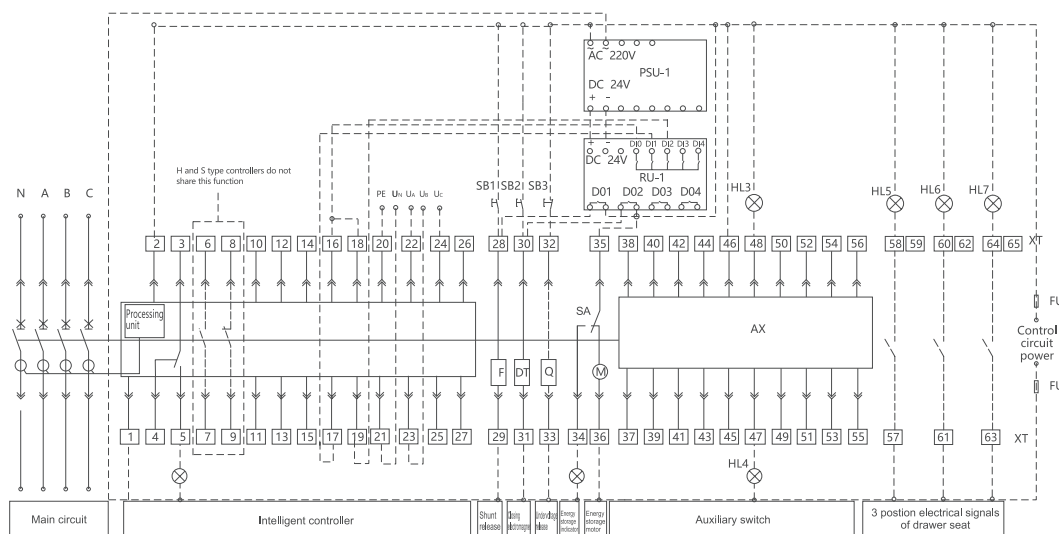 AC 220V
PSU-1
DC 24V
+ -
+ - DI0 DI1 DI2 DI3 DI4
DC 24V
RU-1
D01 D02 D03 D04
H and S type controllers do not
share this function
SB1 SB2 SB3
HL3
HL5 HL6 HL7
N A B C
PE UN UA UB UC
2 3 6 8 10 12 14 16 18 20 22 24 26 28 30 32 35 38 40 42 44 46 48 50 52 54 56 58 59 60 62 64 65 XT
Processing
unit
SA
AX
FU
Control
circuit
power
FU
F DT Q M
1 4 5 7 9 11 13 15 17 19 21 23 25 27 29 31 33 34 36 37 39 41 43 45 47 49 51 53 55 57 61 63 XT
HL4
Main circuit
Intelligent controller
Shunt
release
Closing
electromagnet
Undervoltage
release
Energy
storage
indicator
Energy
storage
motor
Auxiliary switch
3 postion electrical signals
of drawer seat